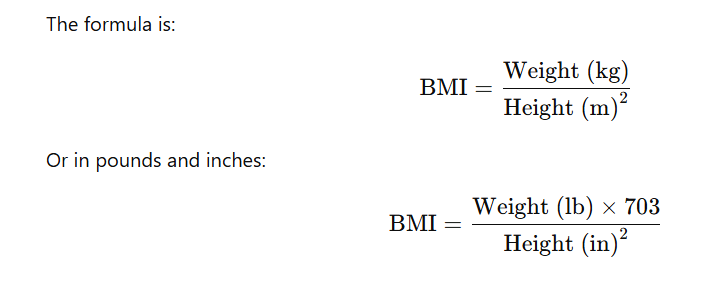 The formula is:
BMI = Weight (kg) / Height (m)²
Or in pounds and inches:
BMI = Weight (lb) × 703 / Height (in)²